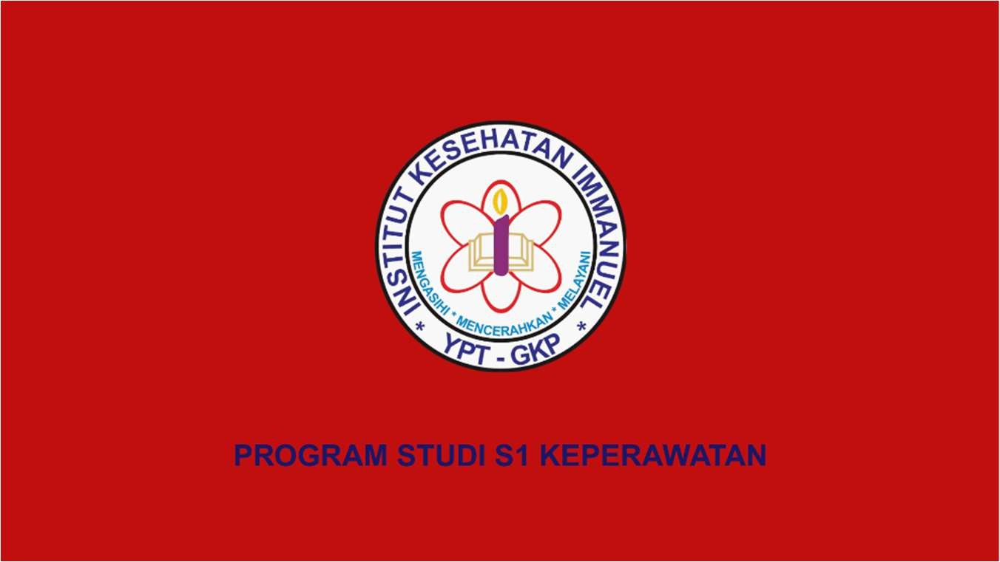 INSTITUT KESEHATAN IMMANUEL
MENGASIHI * MENCERAHKAN * MELAYANI
* YPT - GKP *
PROGRAM STUDI S1 KEPERAWATAN